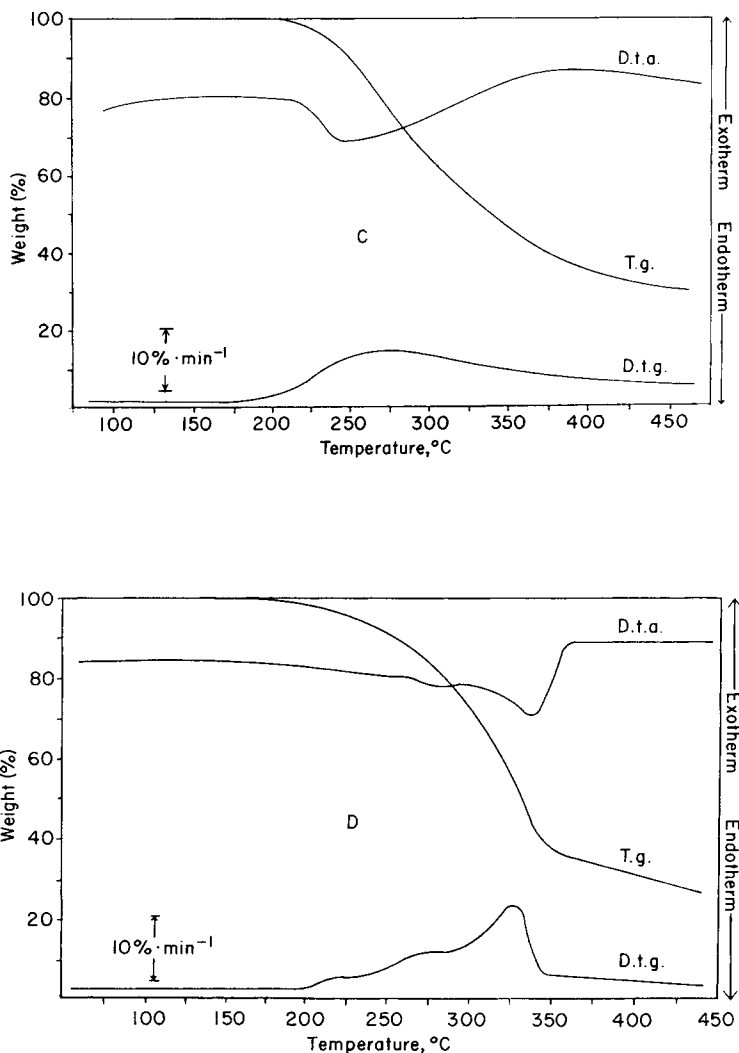 100
80
60
40
20
Weight (%)
D.t.a.
T.g.
D.t.g.
C
10%·min⁻¹
Exotherm
Endotherm
100 150 200 250 300 350 400 450
Temperature, °C
100
80
60
40
20
Weight (%)
D.t.a.
T.g.
D.t.g.
D
10%·min⁻¹
Exotherm
Endotherm
100 150 200 250 300 350 400 450
Temperature, °C